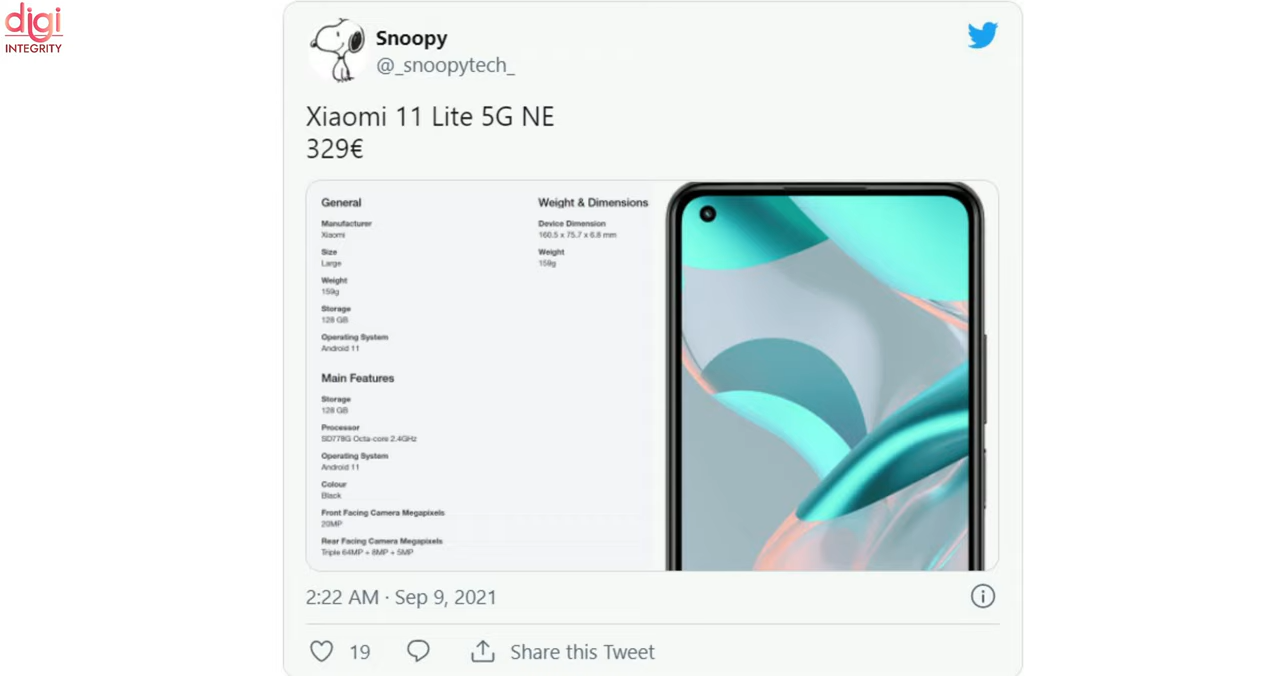 digi
INTEGRITY
Snoopy
@_snoopytech_
Xiaomi 11 Lite 5G NE
329€
General
Manufacturer
Xiaomi
Size
Large
Weight
159g
Storage
128 GB
Operating System
Android 11
Main Features
Storage
128 GB
Processor
SD778G Octa-core 2.4GHz
Operating System
Android 11
Colour
Black
Front Facing Camera Megapixels
20MP
Rear Facing Camera Megapixels
Triple 64MP + 8MP + 5MP
Weight & Dimensions
Device Dimension
160.5 x 75.7 x 6.8 mm
Weight
159g
2:22 AM · Sep 9, 2021
19
Share this Tweet